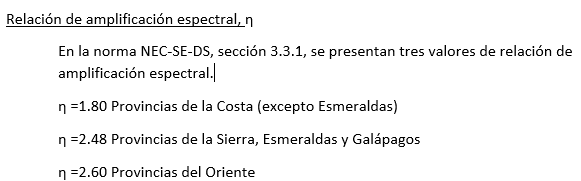 Relación de amplificación espectral, η
En la norma NEC-SE-DS, sección 3.3.1, se presentan tres valores de relación de
amplificación espectral.
η =1.80 Provincias de la Costa (excepto Esmeraldas)
η =2.48 Provincias de la Sierra, Esmeraldas y Galápagos
η =2.60 Provincias del Oriente